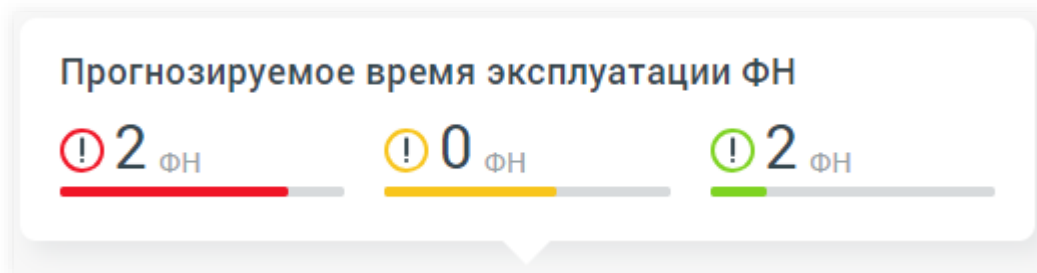 Прогнозируемое время эксплуатации ФН
! 2 ФН ! 0 ФН ! 2 ФН